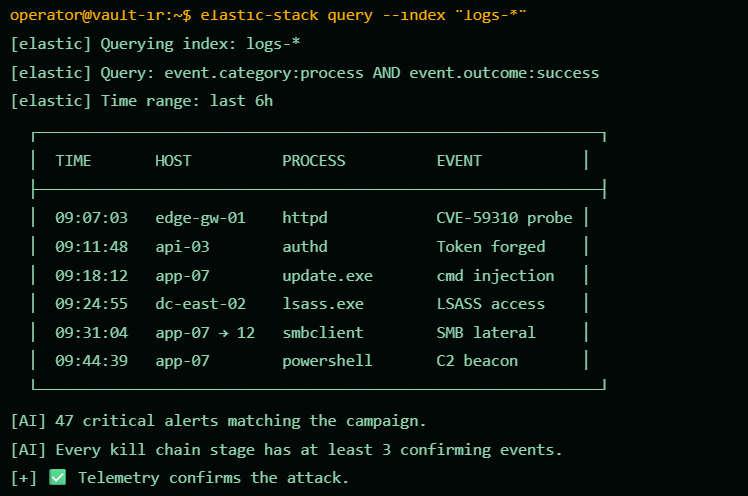 operator@vault-ir:~$ elastic-stack query --index "logs-*"
[elastic] Querying index: logs-*
[elastic] Query: event.category:process AND event.outcome:success
[elastic] Time range: last 6h
TIME HOST PROCESS EVENT
09:07:03 edge-gw-01 httpd CVE-59310 probe
09:11:48 api-03 authd Token forged
09:18:12 app-07 update.exe cmd injection
09:24:55 dc-east-02 lsass.exe LSASS access
09:31:04 app-07 → 12 smbclient SMB lateral
09:44:39 app-07 powershell C2 beacon
[AI] 47 critical alerts matching the campaign.
[AI] Every kill chain stage has at least 3 confirming events.
[+] ✅ Telemetry confirms the attack.